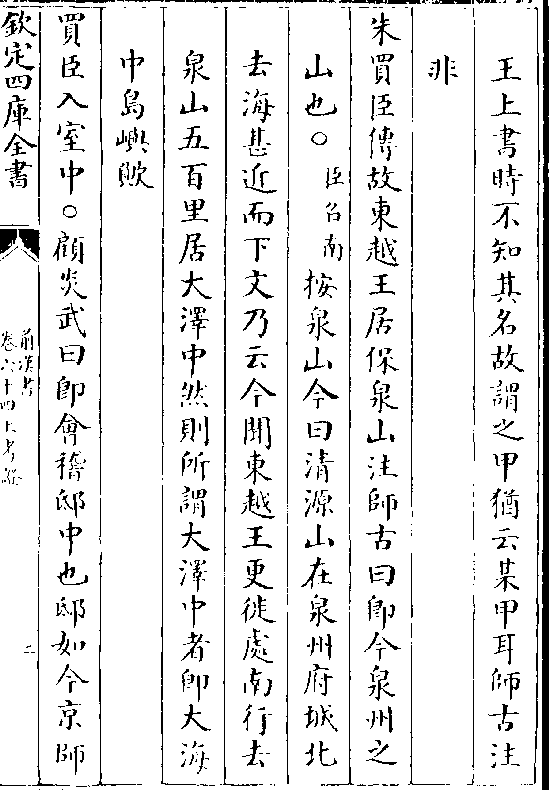 王上書時不知其名故謂之甲猶云某甲耳師古注
非
朱買臣傳故東越王居保泉山注師古曰即今泉州之
山也○臣召南按泉山今曰清源山在泉州府城北
去海甚近而下文乃云今聞東越王更徙處南行去
泉山五百里居大澤中然則所謂大澤中者即大海
中島嶼歟
買臣入室中○顧炎武曰即會稽邸中也邸如今京師
欽定四庫全書
前漢書
卷六十四上考證
二